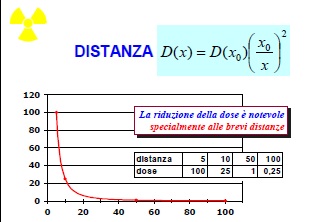 DISTANZA D(x) = D(x₀)(x₀/x)²
La riduzione della dose è notevole
specialmente alle brevi distanze
distanza 5 10 50 100
dose 100 25 1 0,25
120
100
80
60
40
20
0
0 20 40 60 80 100